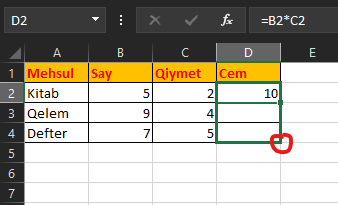 D2 =B2*C2
A B C D E
1 Mehsul Say Qiymet Cem
2 Kitab 5 2 10
3 Qelem 9 4
4 Defter 7 5
5
6
7